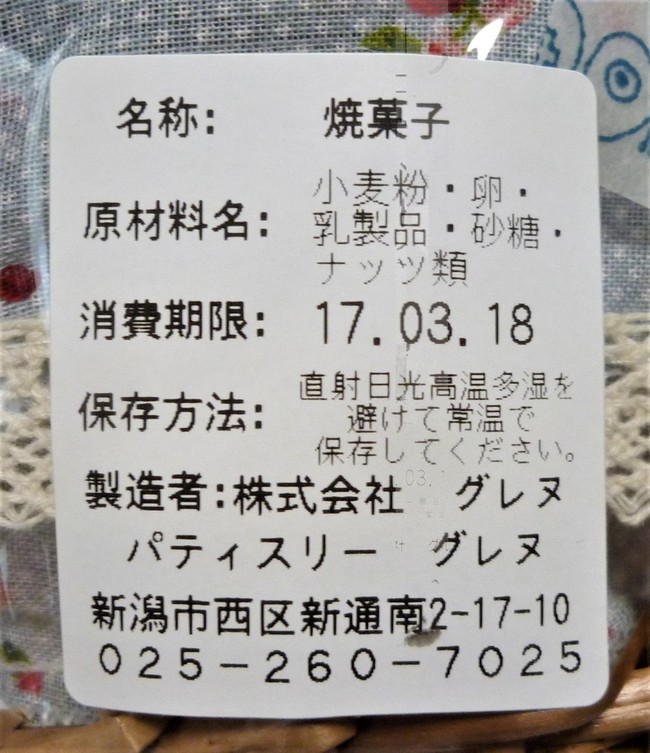 名称: 焼菓子
小麦粉・卵・
原材料名: 乳製品・砂糖・
ナッツ類
消費期限: 17.03.18
直射日光高温多湿を
保存方法: 避けて常温で
保存してください。
製造者:株式会社 グレヌ
パティスリー グレヌ
新潟市西区新通南2-17-10
025-260-7025